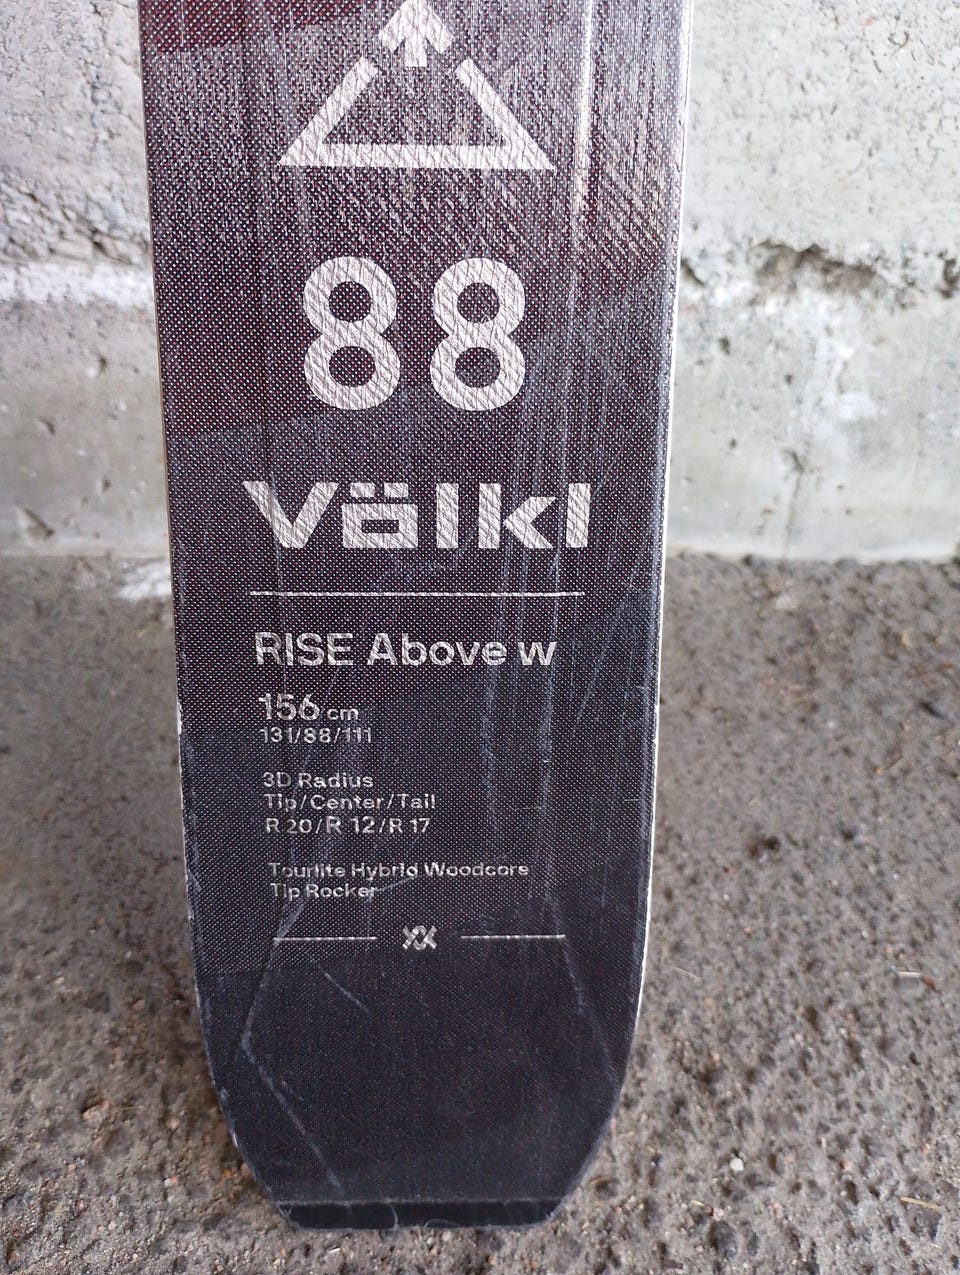 88
Völkl
RISE Above w
156 cm
131/88/111
3D Radius
Tip/Center/Tail
R 20/R 12/R 17
Tourlite Hybrid Woodcore
Tip Rocker